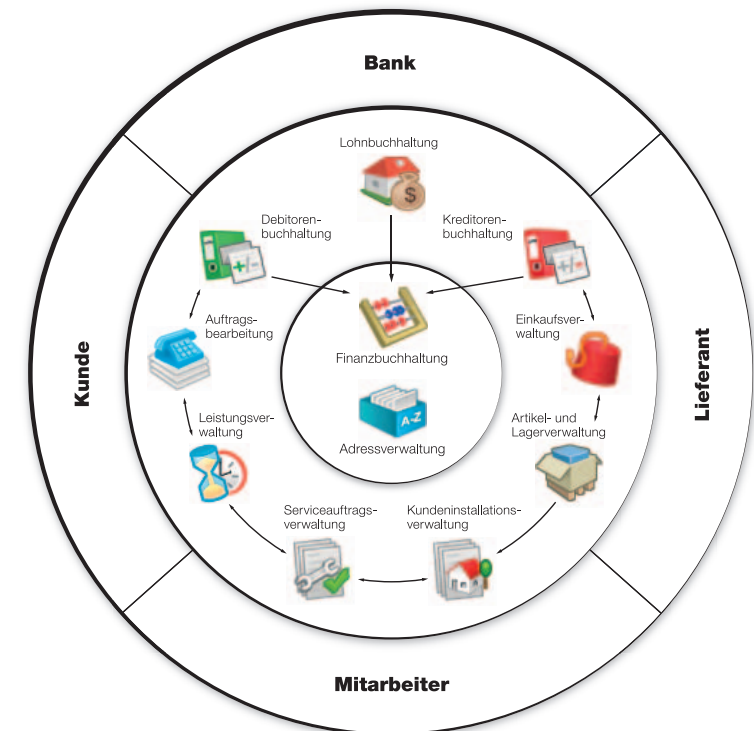 Bank
Lohnbuchhaltung
$
Debitoren-
buchhaltung
Kreditoren-
buchhaltung
+/-
+/-
Auftrags-
bearbeitung
Einkaufsver-
waltung
Finanzbuchhaltung
Kunde
Lieferant
A-Z
Leistungsver-
waltung
Artikel- und
Lagerverwaltung
Adressverwaltung
Serviceauftrags-
verwaltung
Kundeninstallations-
verwaltung
Mitarbeiter